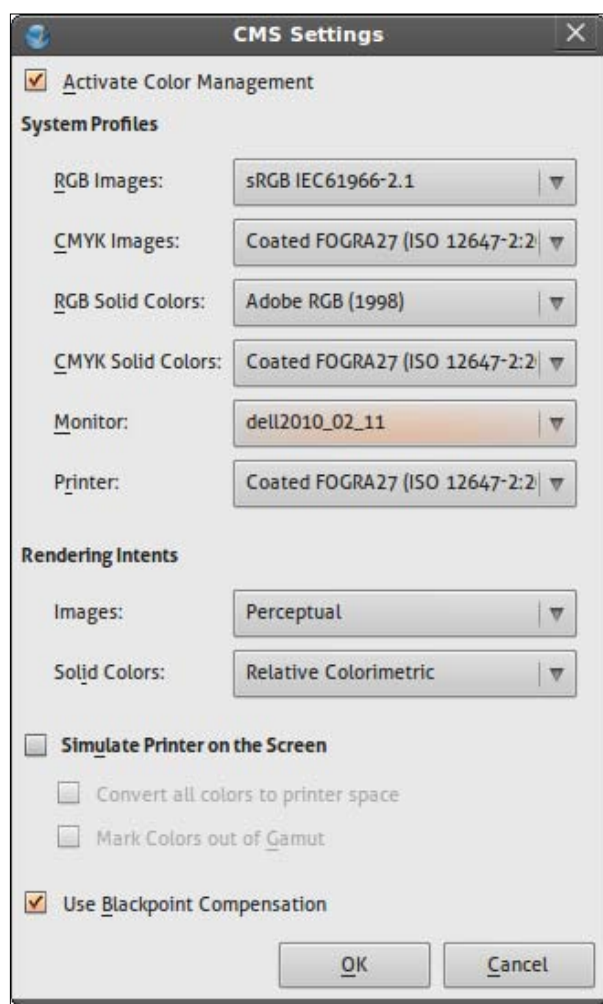 CMS Settings
Activate Color Management
System Profiles
RGB Images: sRGB IEC61966-2.1
CMYK Images: Coated FOGRA27 (ISO 12647-2:2
RGB Solid Colors: Adobe RGB (1998)
CMYK Solid Colors: Coated FOGRA27 (ISO 12647-2:2
Monitor: dell2010_02_11
Printer: Coated FOGRA27 (ISO 12647-2:2
Rendering Intents
Images: Perceptual
Solid Colors: Relative Colorimetric
Simulate Printer on the Screen
Convert all colors to printer space
Mark Colors out of Gamut
Use Blackpoint Compensation
OK Cancel